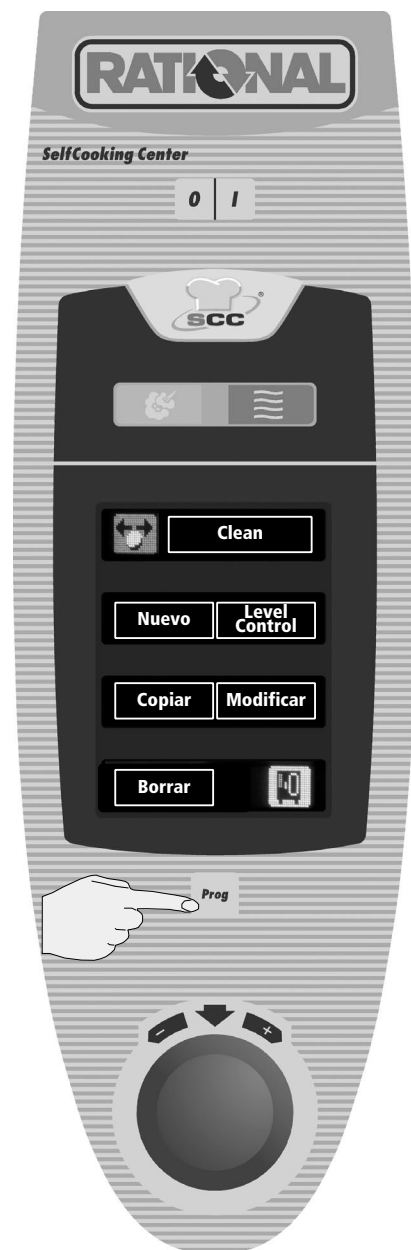 RATIONAL
SelfCooking Center
0 I
SCC®
Clean
Nuevo Level Control
Copiar Modificar
Borrar
Prog
- +